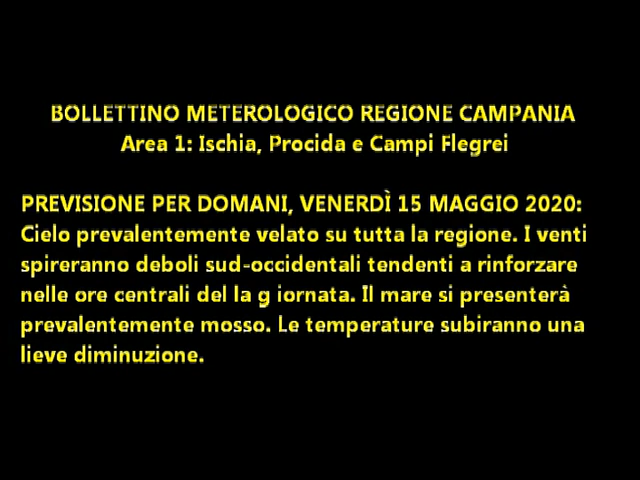 BOLLETTINO METEROLOGICO REGIONE CAMPANIA
Area 1: Ischia, Procida e Campi Flegrei
PREVISIONE PER DOMANI, VENERDÌ 15 MAGGIO 2020:
Cielo prevalentemente velato su tutta la regione. I venti
spireranno deboli sud-occidentali tendenti a rinforzare
nelle ore centrali del la g iornata. Il mare si presenterà
prevalentemente mosso. Le temperature subiranno una
lieve diminuzione.